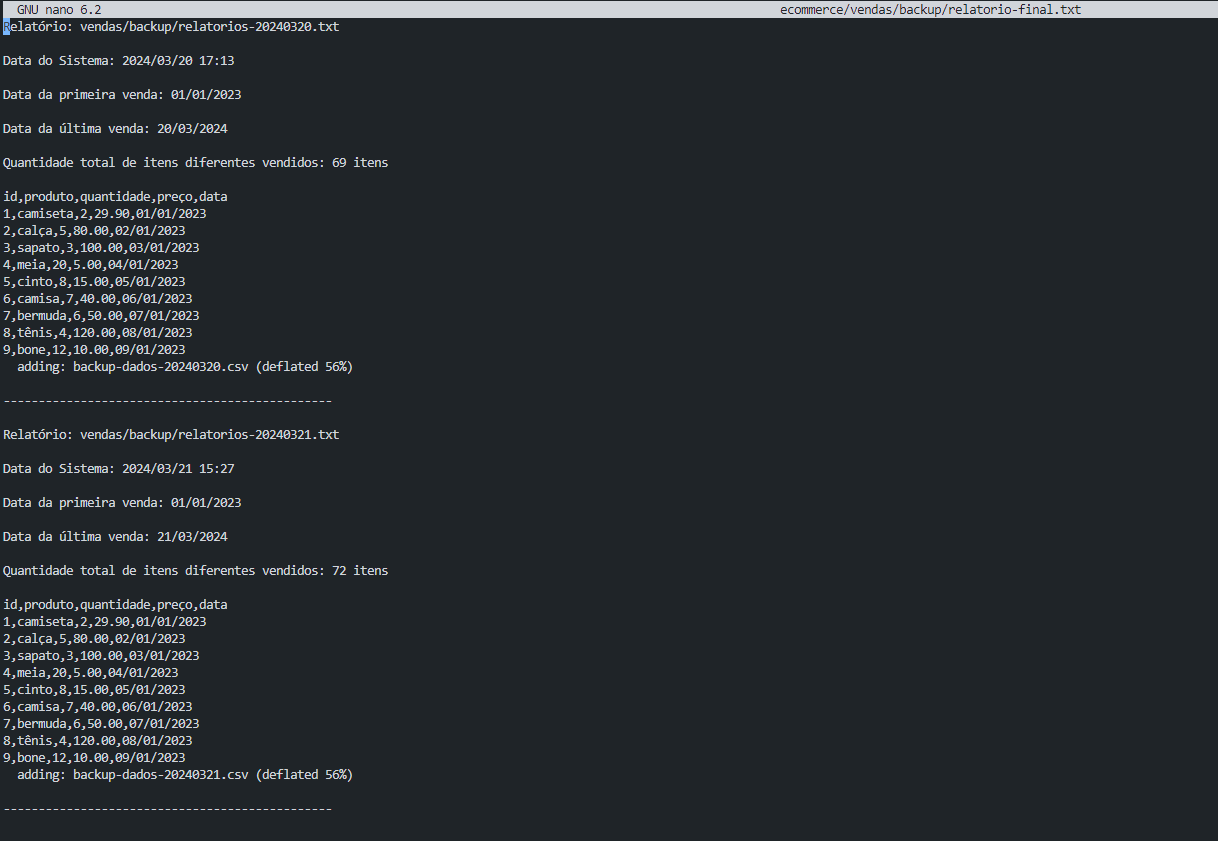 GNU nano 6.2 ecommerce/vendas/backup/relatorio-final.txt
Relatório: vendas/backup/relatorios-20240320.txt
Data do Sistema: 2024/03/20 17:13
Data da primeira venda: 01/01/2023
Data da última venda: 20/03/2024
Quantidade total de itens diferentes vendidos: 69 itens
id,produto,quantidade,preço,data
1,camiseta,2,29.90,01/01/2023
2,calça,5,80.00,02/01/2023
3,sapato,3,100.00,03/01/2023
4,meia,20,5.00,04/01/2023
5,cinto,8,15.00,05/01/2023
6,camisa,7,40.00,06/01/2023
7,bermuda,6,50.00,07/01/2023
8,tênis,4,120.00,08/01/2023
9,bone,12,10.00,09/01/2023
adding: backup-dados-20240320.csv (deflated 56%)
-----------------------------------------------
Relatório: vendas/backup/relatorios-20240321.txt
Data do Sistema: 2024/03/21 15:27
Data da primeira venda: 01/01/2023
Data da última venda: 21/03/2024
Quantidade total de itens diferentes vendidos: 72 itens
id,produto,quantidade,preço,data
1,camiseta,2,29.90,01/01/2023
2,calça,5,80.00,02/01/2023
3,sapato,3,100.00,03/01/2023
4,meia,20,5.00,04/01/2023
5,cinto,8,15.00,05/01/2023
6,camisa,7,40.00,06/01/2023
7,bermuda,6,50.00,07/01/2023
8,tênis,4,120.00,08/01/2023
9,bone,12,10.00,09/01/2023
adding: backup-dados-20240321.csv (deflated 56%)
-----------------------------------------------